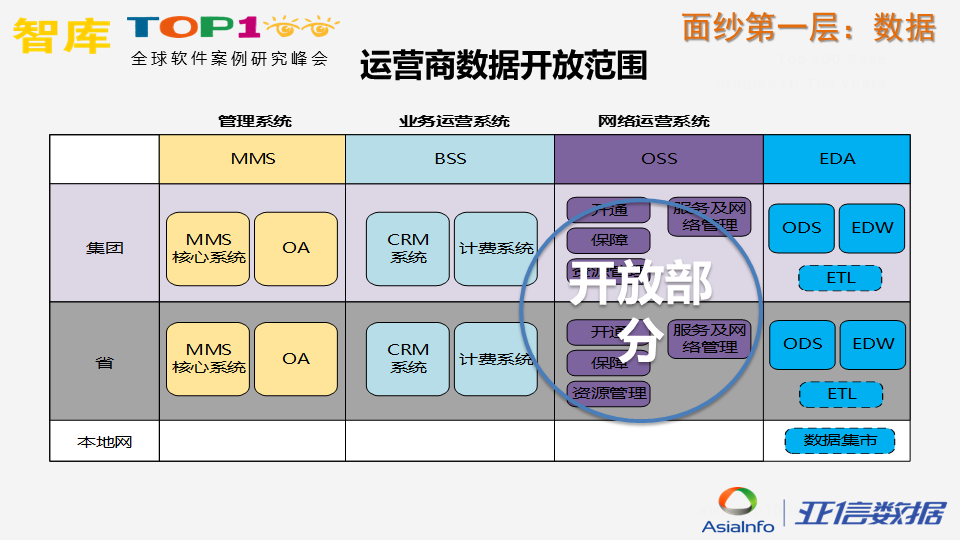 智库
TOP1
全球软件案例研究峰会
面纱第一层：数据
运营商数据开放范围
管理系统
业务运营系统
网络运营系统
MMS
BSS
OSS
EDA
集团
MMS
核心系统
OA
CRM
系统
计费系统
开通
保障
资源管理
服务及网
络管理
ODS
EDW
ETL
开放部
分
省
MMS
核心系统
OA
CRM
系统
计费系统
开通
保障
资源管理
服务及网
络管理
ODS
EDW
ETL
本地网
数据集市
AsiaInfo
亚信数据